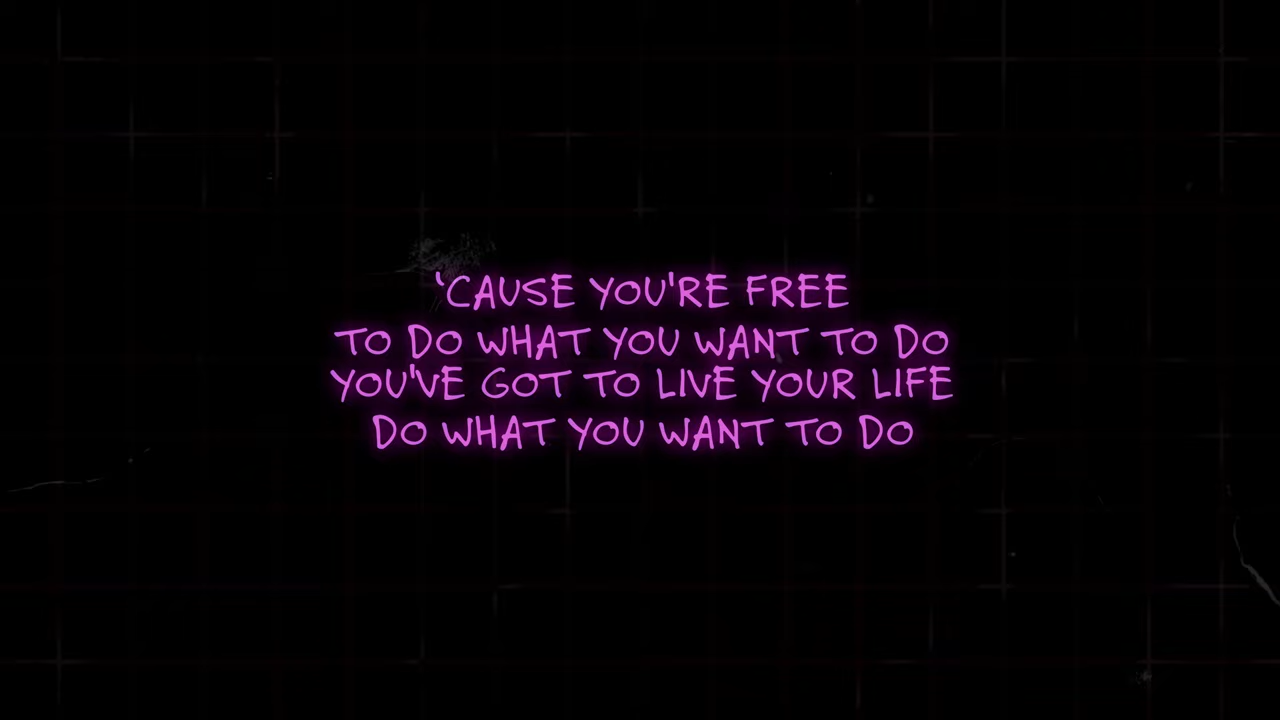 ‘CAUSE YOU'RE FREE
TO DO WHAT YOU WANT TO DO
YOU'VE GOT TO LIVE YOUR LIFE
DO WHAT YOU WANT TO DO